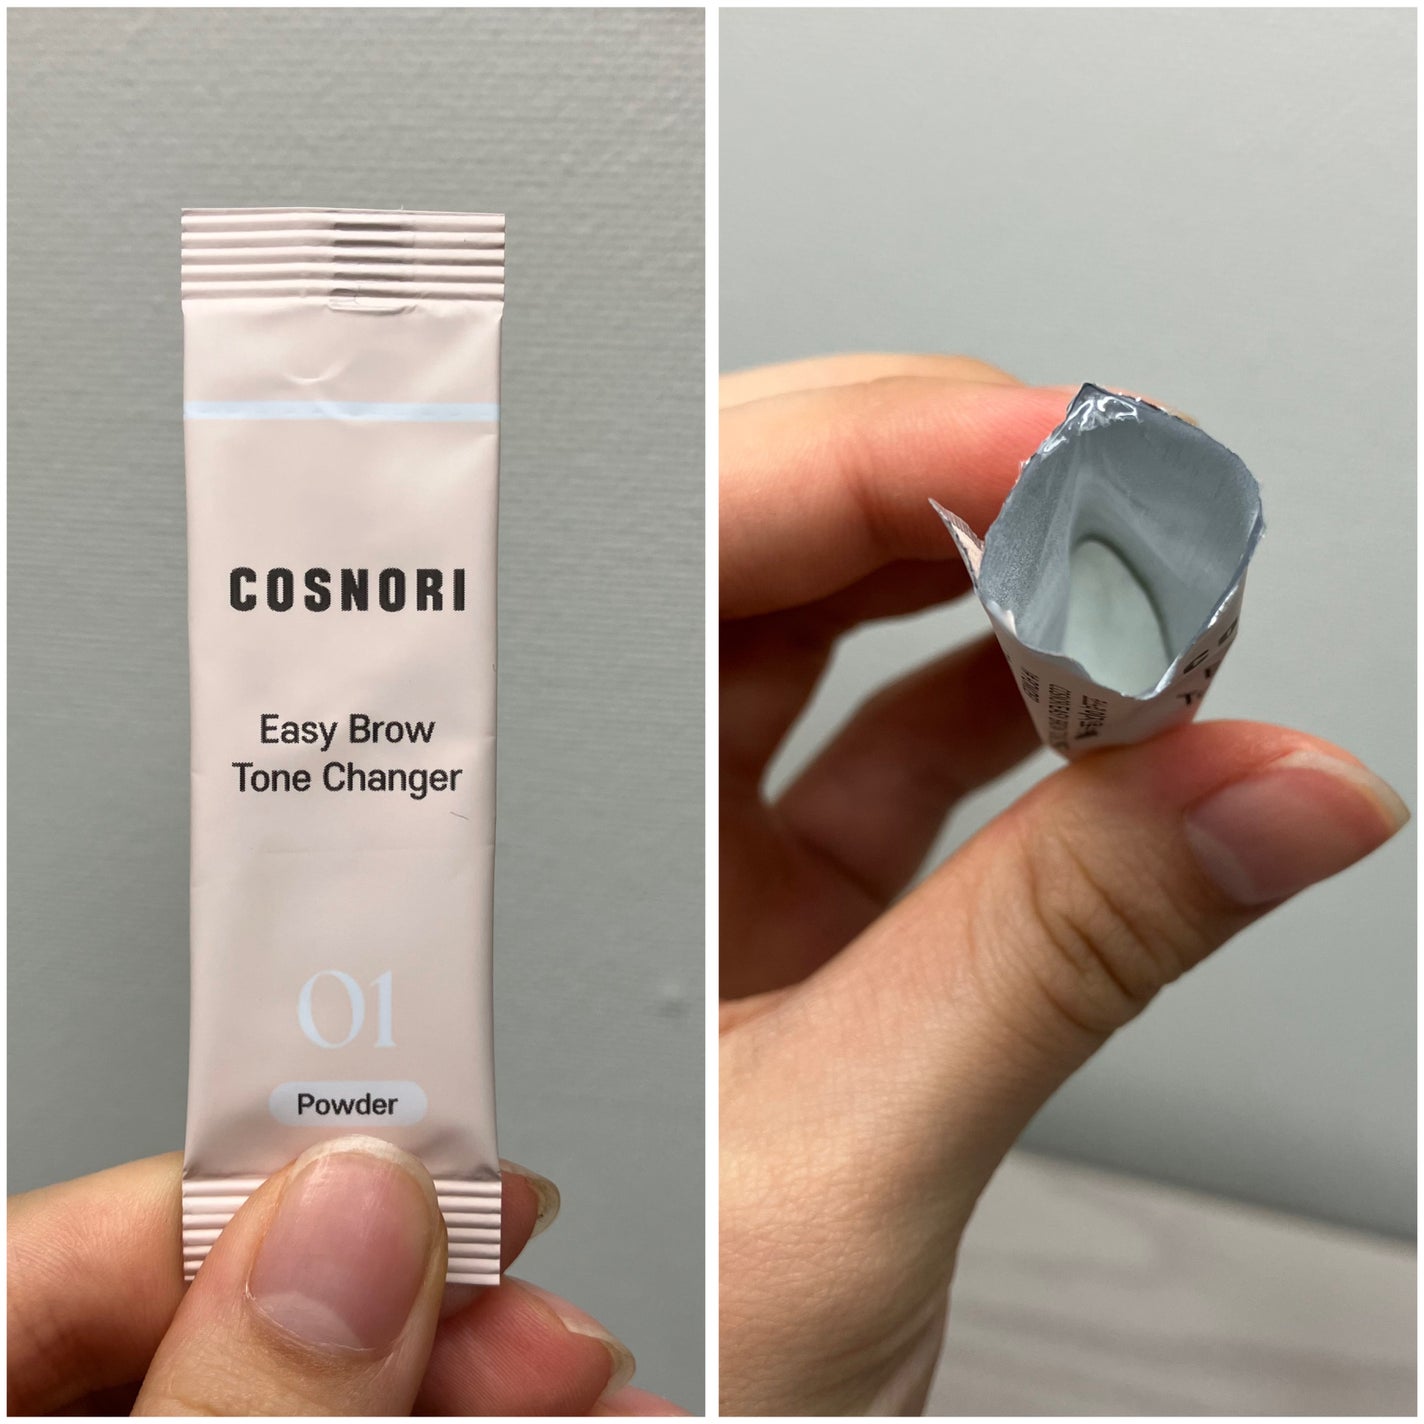 COSNORI
Easy Brow
Tone Changer
01
Powder